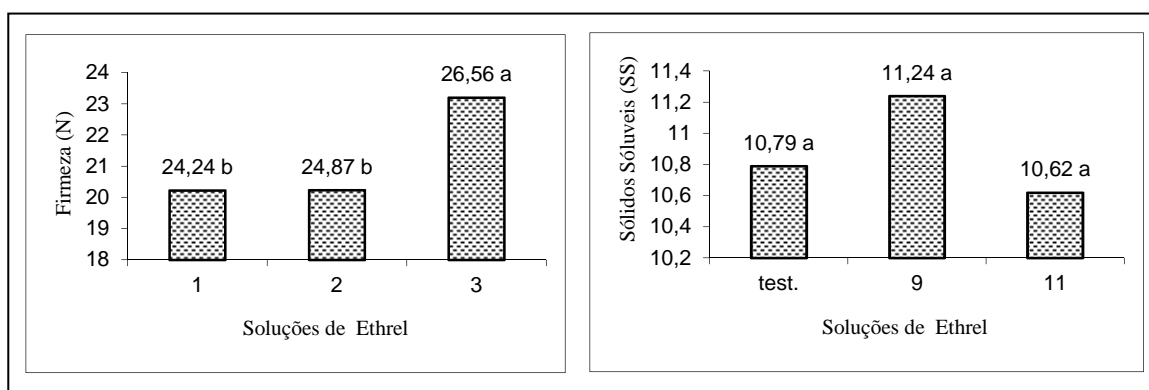 Firmeza (N)
24
23
22
21
20
19
18
24,24 b
24,87 b
26,56 a
1
2
3
Soluções de Ethrel
Sólidos Sóluveis (SS)
11,4
11,2
11
10,8
10,6
10,4
10,2
10,79 a
11,24 a
10,62 a
test.
9
11
Soluções de Ethrel